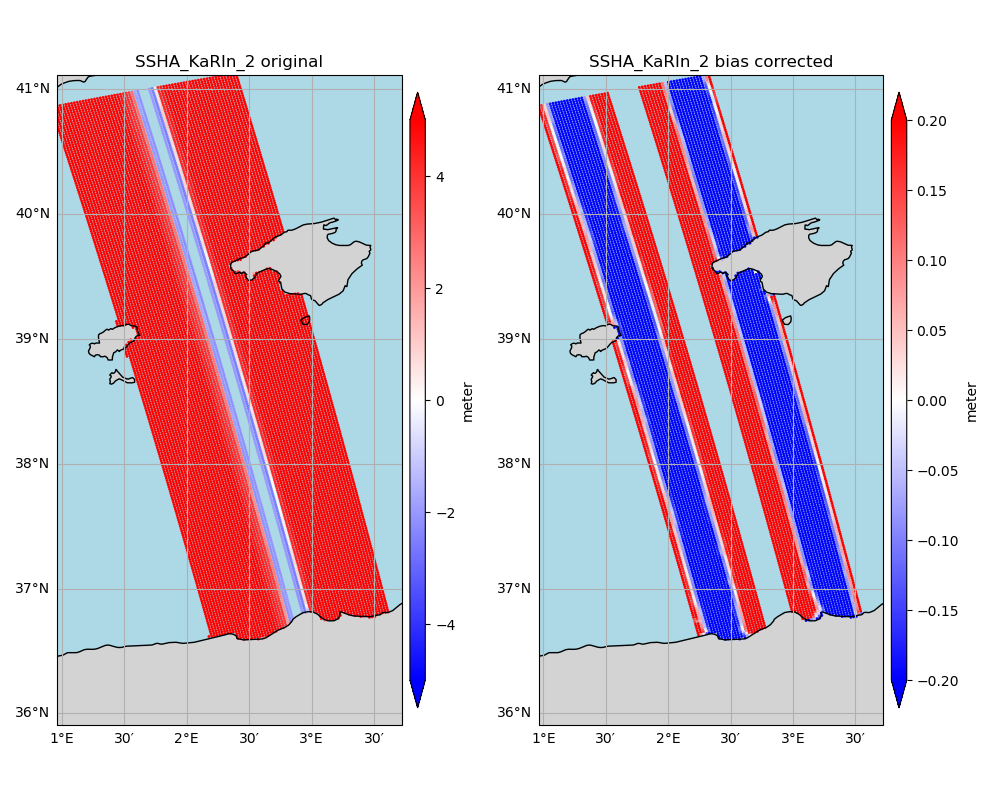 SSHA_KaRIn_2 original
SSHA_KaRIn_2 bias corrected
41°N
40°N
39°N
38°N
37°N
36°N
1°E 30′ 2°E 30′ 3°E 30′
4
2
0
−2
−4
meter
41°N
40°N
39°N
38°N
37°N
36°N
1°E 30′ 2°E 30′ 3°E 30′
0.20
0.15
0.10
0.05
0.00
−0.05
−0.10
−0.15
−0.20
meter